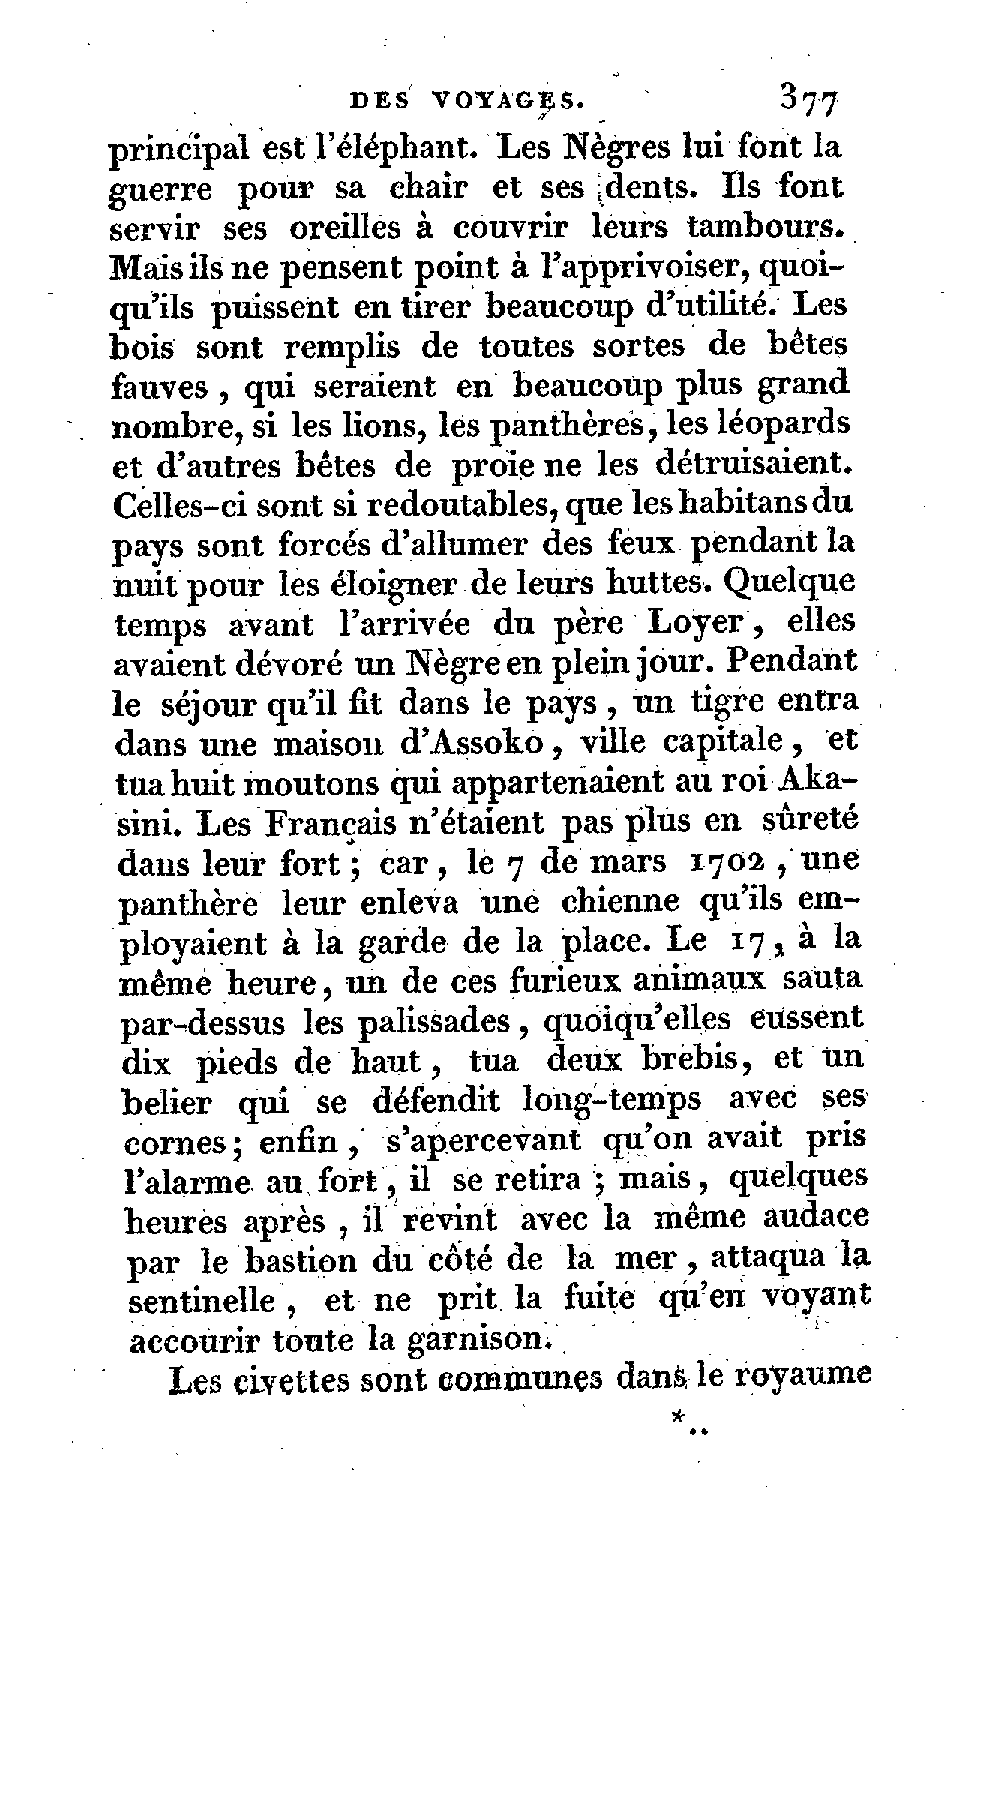 DES VOYAGES. 377
principal est l'éléphant. Les Nègres lui font la
guerre pour sa chair et ses dents. Ils font
servir ses oreilles à couvrir leurs tambours.
Mais ils ne pensent point à l'apprivoiser, quoi-
qu'ils puissent en tirer beaucoup d'utilité. Les
bois sont remplis de toutes sortes de bêtes
fauves , qui seraient en beaucoup plus grand
nombre, si les lions, les panthères, les léopards
et d'autres bêtes de proie ne les détruisaient.
Celles-ci sont si redoutables, que les habitans du
pays sont forcés d'allumer des feux pendant la
nuit pour les éloigner de leurs huttes. Quelque
temps avant l'arrivée du père Loyer , elles
avaient dévoré un Nègre en plein jour. Pendant
le séjour qu'il fit dans le pays , un tigre entra
dans une maison d'Assoko , ville capitale , et
tua huit moutons qui appartenaient au roi Aka-
sini. Les Français n'étaient pas plus en sûreté
dans leur fort ; car , le 7 de mars 1702 , une
panthère leur enleva une chienne qu'ils em-
ployaient à la garde de la place. Le 17 , à la
même heure , un de ces furieux animaux sauta
par-dessus les palissades , quoiqu'elles eussent
dix pieds de haut , tua deux brebis, et un
belier qui se défendit long-temps avec ses
cornes ; enfin , s'apercevant qu'on avait pris
l'alarme au fort , il se retira ; mais , quelques
heures après , il revint avec la même audace
par le bastion du côté de la mer , attaqua la
sentinelle , et ne prit la fuite qu'en voyant
accourir toute la garnison.
Les civettes sont communes dans le royaume
*..